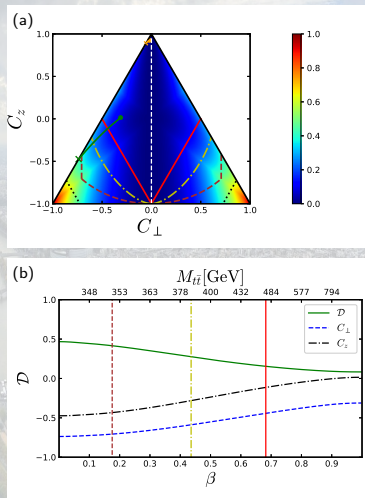 (a)
C_z
1.0
0.5
0.0
−0.5
−1.0
−1.0 −0.5 0.0 0.5 1.0
C_⊥
1.0
0.8
0.6
0.4
0.2
0.0
(b)
M_{tt̄}[GeV]
348 353 363 378 400 432 484 577 794
𝒟
1.0
0.5
0.0
−0.5
−1.0
0.1 0.2 0.3 0.4 0.5 0.6 0.7 0.8 0.9
β
𝒟
C_⊥
C_z